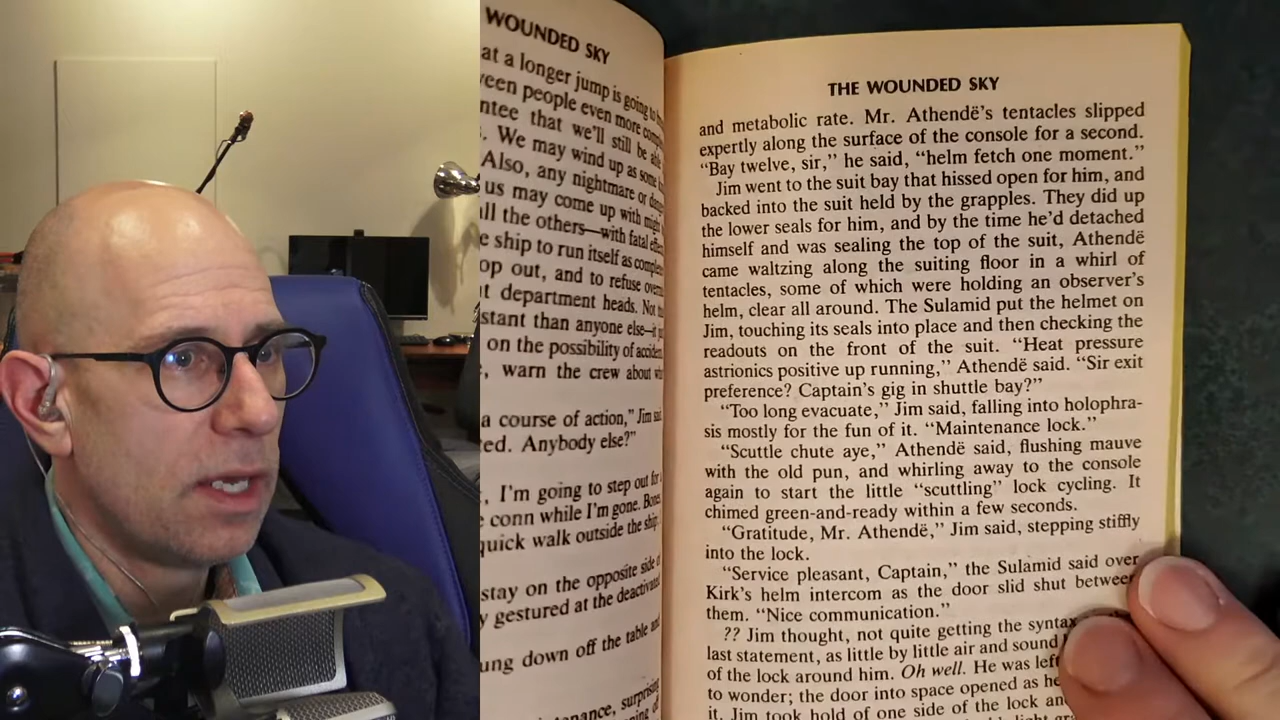 WOUNDED SKY
at a longer jump is going to
ween people even more
ntee that we'll still be able
. We may wind up as some
Also, any nightmare or
us may come up with might
all the others—with fatal
e ship to run itself as
op out, and to refuse
t department heads. Not
stant than anyone else—it
on the possibility of
, warn the crew about
a course of action," Jim
ed. Anybody else?"
, I'm going to step out for
e conn while I'm gone. Bones
quick walk outside the ship
stay on the opposite side
y gestured at the deactivated
ung down off the table and
ntenance, surprising
THE WOUNDED SKY
and metabolic rate. Mr. Athendë's tentacles slipped
expertly along the surface of the console for a second.
“Bay twelve, sir,” he said, “helm fetch one moment.”
Jim went to the suit bay that hissed open for him, and
backed into the suit held by the grapples. They did up
the lower seals for him, and by the time he'd detached
himself and was sealing the top of the suit, Athendë
came waltzing along the suiting floor in a whirl of
tentacles, some of which were holding an observer's
helm, clear all around. The Sulamid put the helmet on
Jim, touching its seals into place and then checking the
readouts on the front of the suit. “Heat pressure
astrionics positive up running,” Athendë said. “Sir exit
preference? Captain's gig in shuttle bay?”
“Too long evacuate,” Jim said, falling into holophra-
sis mostly for the fun of it. “Maintenance lock.”
“Scuttle chute aye,” Athendë said, flushing mauve
with the old pun, and whirling away to the console
again to start the little “scuttling” lock cycling. It
chimed green-and-ready within a few seconds.
“Gratitude, Mr. Athendë,” Jim said, stepping stiffly
into the lock.
“Service pleasant, Captain,” the Sulamid said over
Kirk's helm intercom as the door slid shut between
them. “Nice communication.”
?? Jim thought, not quite getting the syntax
last statement, as little by little air and sound
of the lock around him. Oh well. He was left
to wonder; the door into space opened as he
it. Jim took hold of one side of the lock and